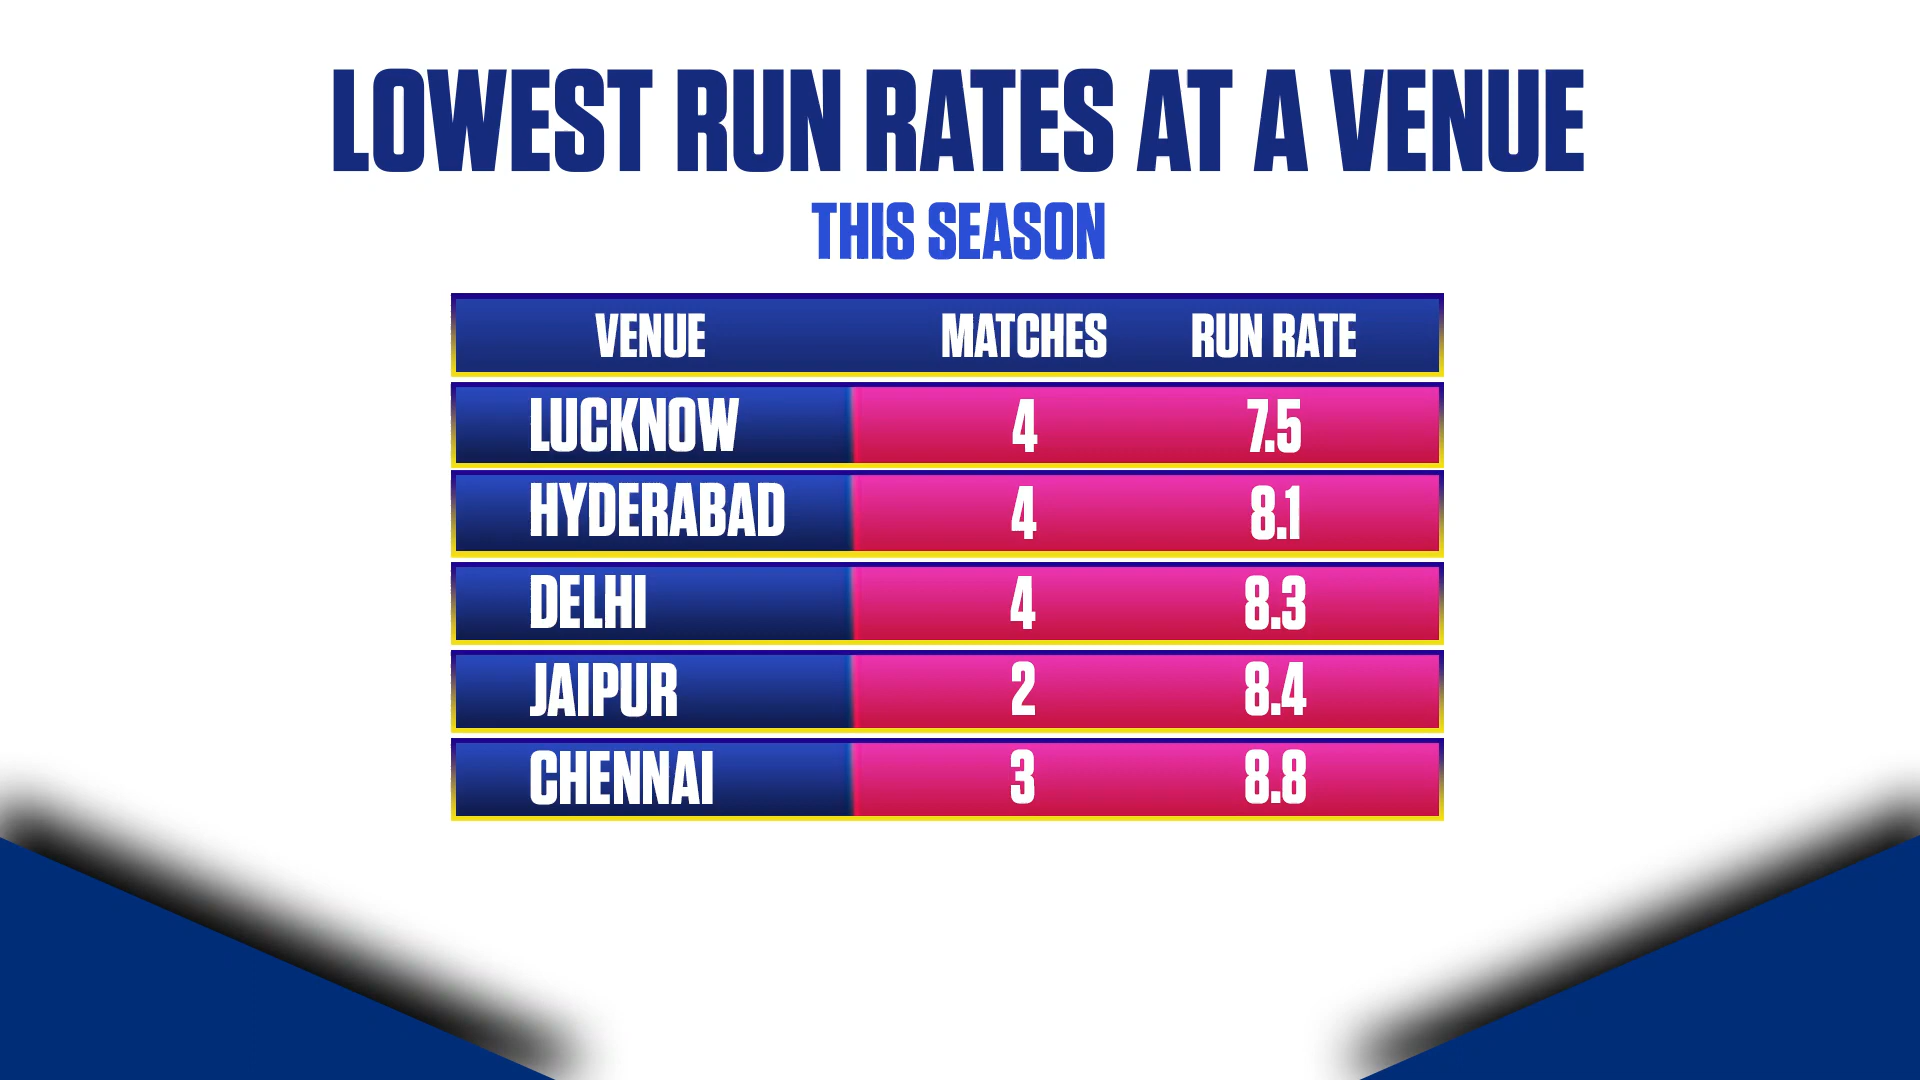 LOWEST RUN RATES AT A VENUE
THIS SEASON
VENUE MATCHES RUN RATE
LUCKNOW 4 7.5
HYDERABAD 4 8.1
DELHI 4 8.3
JAIPUR 2 8.4
CHENNAI 3 8.8